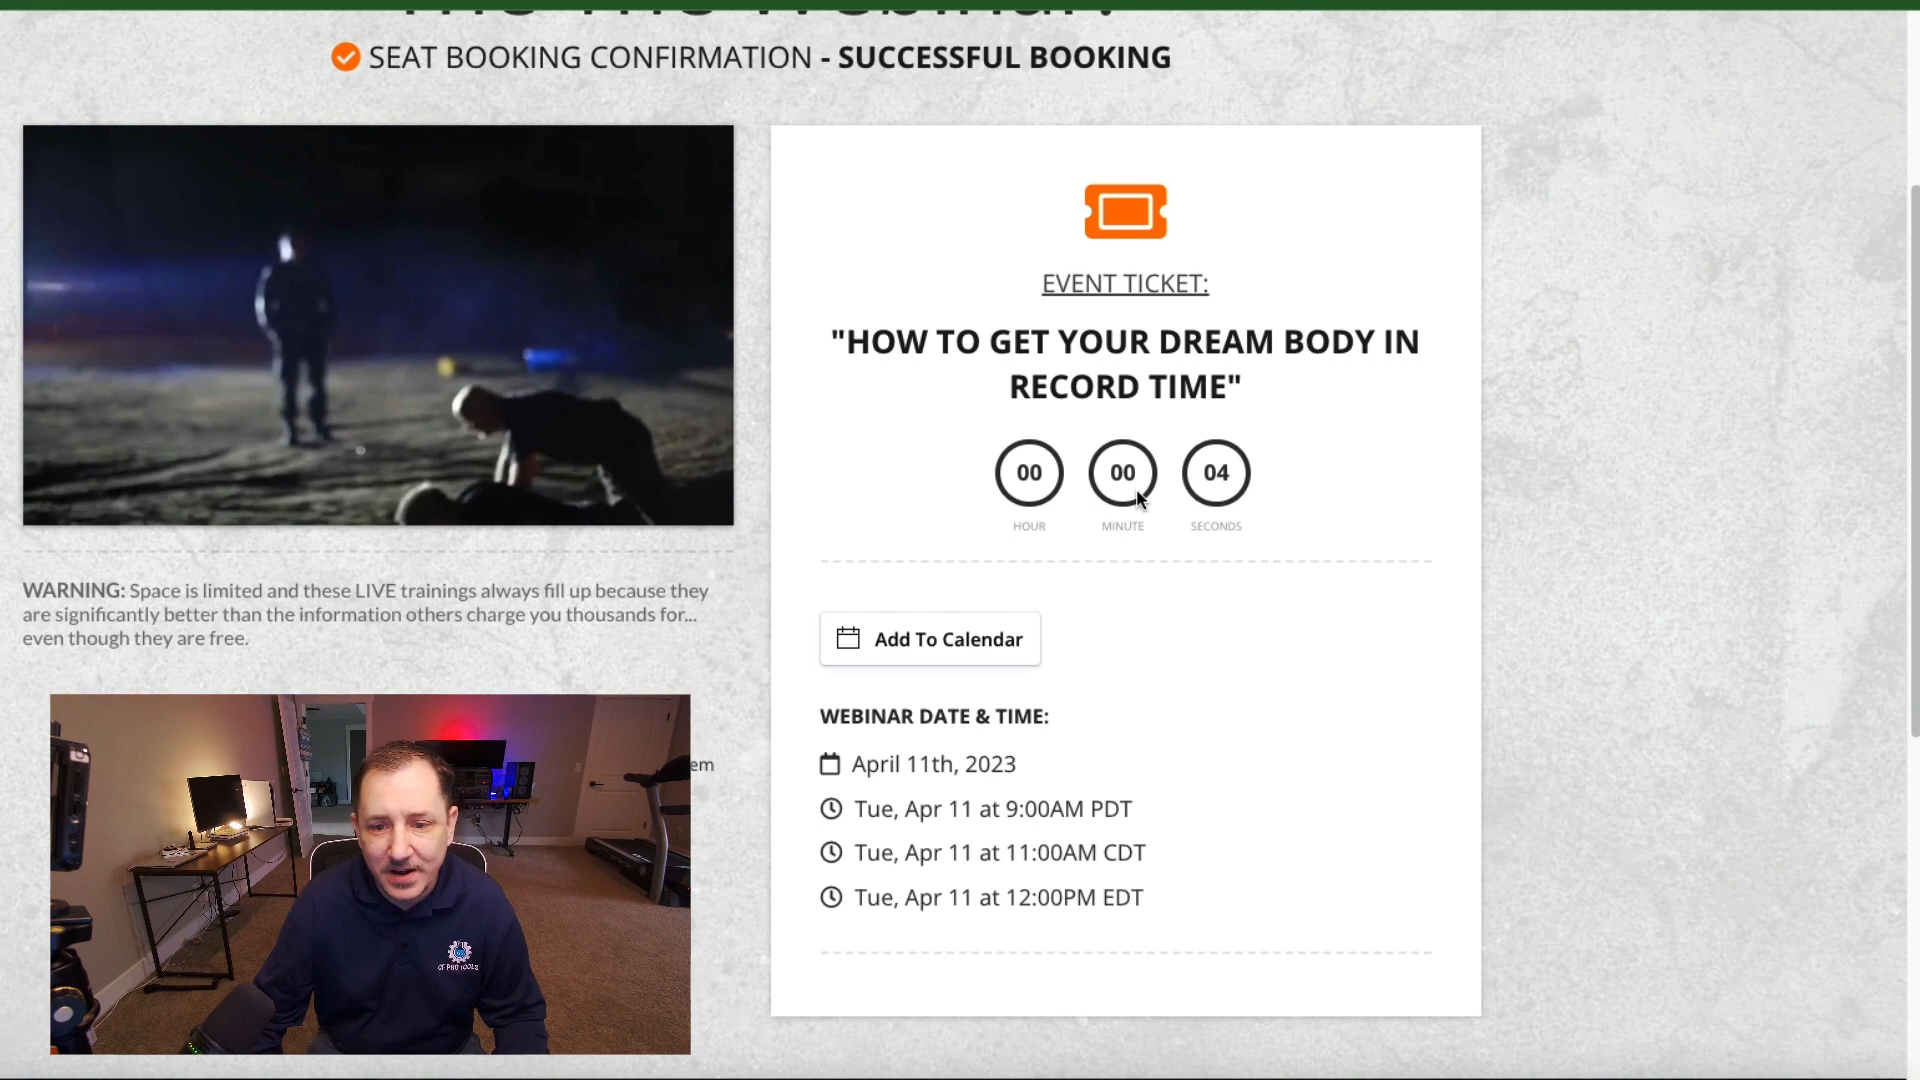 SEAT BOOKING CONFIRMATION - SUCCESSFUL BOOKING
EVENT TICKET:
"HOW TO GET YOUR DREAM BODY IN
RECORD TIME"
00 00 04
HOUR MINUTE SECONDS
WARNING: Space is limited and these LIVE trainings always fill up because they
are significantly better than the information others charge you thousands for...
even though they are free.
em
CF PRO TOOLS
Add To Calendar
WEBINAR DATE & TIME:
April 11th, 2023
Tue, Apr 11 at 9:00AM PDT
Tue, Apr 11 at 11:00AM CDT
Tue, Apr 11 at 12:00PM EDT